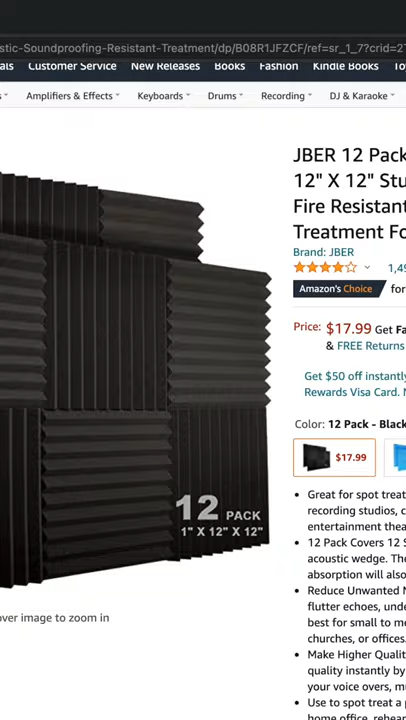 stic-Soundproofing-Resistant-Treatment/dp/B08R1JFZCF/ref=sr_1_7?crid=2
Customer Service New Releases Books Fashion Kindle Books
Amplifiers & Effects Keyboards Drums Recording DJ & Karaoke
JBER 12 Pack
12" X 12" Stu
Fire Resistant
Treatment Fo
Brand: JBER
1,49
Amazon's Choice for
Price: $17.99 Get Fa
& FREE Returns
Get $50 off instantly
Rewards Visa Card.
Color: 12 Pack - Black
$17.99
12 PACK
1" X 12" X 12"
Great for spot treat
recording studios, c
entertainment thea
12 Pack Covers 12 S
acoustic wedge. The
absorption will also
Reduce Unwanted
flutter echoes, unde
best for small to me
churches, or offices.
Make Higher Quality
quality instantly by
your voice overs, mu
Use to spot treat a
home office, rehea
over image to zoom in